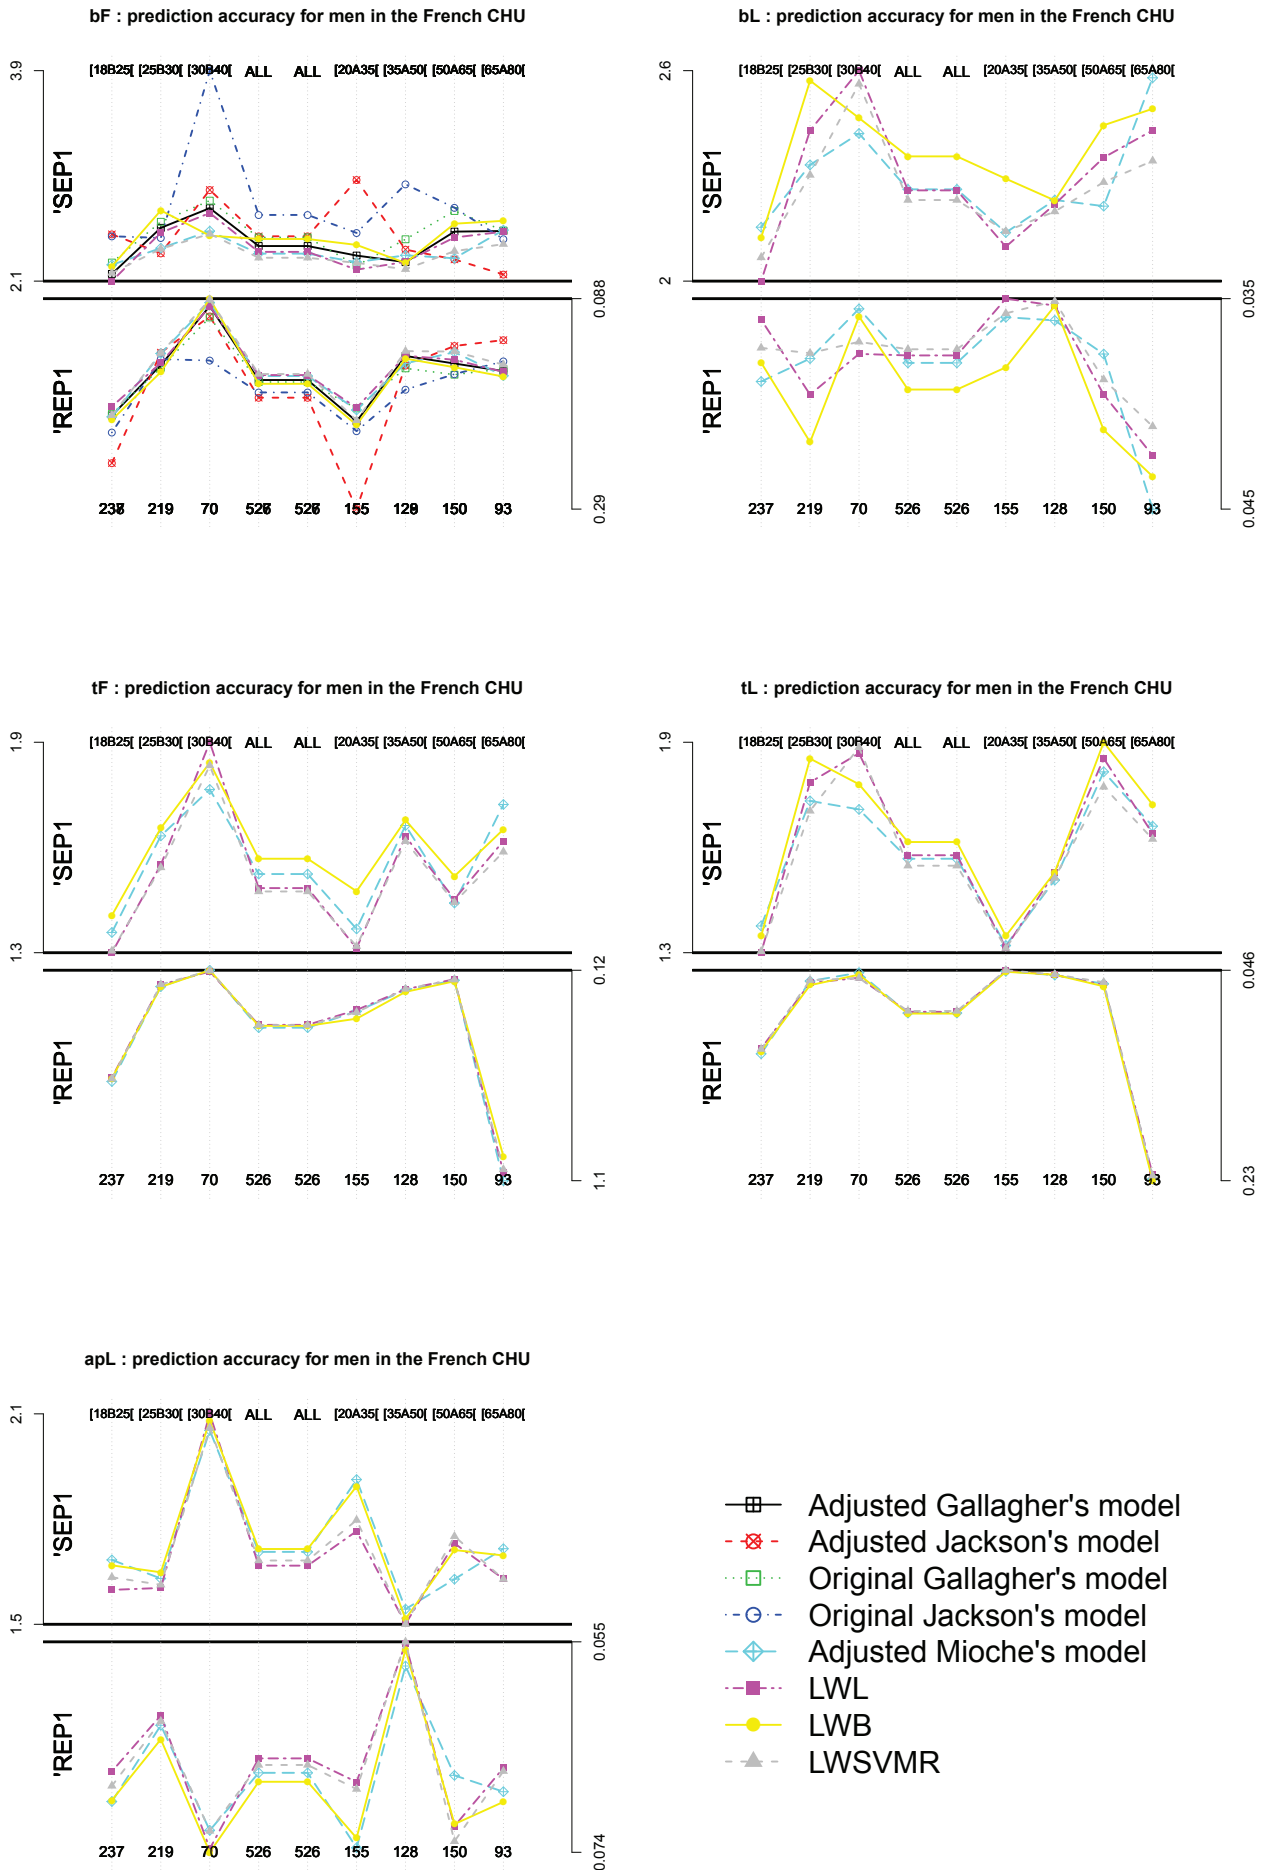 bF : prediction accuracy for men in the French CHU
[18B25[ [25B30[ [30B40[ ALL ALL [20A35[ [35A50[ [50A65[ [65A80[
3.9
'SEP1
2.1
0.088
'REP1
219 70 155 150 93
0.29
bL : prediction accuracy for men in the French CHU
[18B25[ [25B30[ [30B40[ ALL ALL [20A35[ [35A50[ [50A65[ [65A80[
2.6
'SEP1
2
0.035
'REP1
237 219 70 526 526 155 128 150 93
0.045
tF : prediction accuracy for men in the French CHU
[18B25[ [25B30[ [30B40[ ALL ALL [20A35[ [35A50[ [50A65[ [65A80[
1.9
'SEP1
1.3
0.12
'REP1
237 219 70 526 526 155 128 150 93
1.1
tL : prediction accuracy for men in the French CHU
[18B25[ [25B30[ [30B40[ ALL ALL [20A35[ [35A50[ [50A65[ [65A80[
1.9
'SEP1
1.3
0.046
'REP1
237 219 70 526 526 155 128 150 93
0.23
apL : prediction accuracy for men in the French CHU
[18B25[ [25B30[ [30B40[ ALL ALL [20A35[ [35A50[ [50A65[ [65A80[
2.1
'SEP1
1.5
0.055
'REP1
237 219 70 526 526 155 128 150 93
0.074
Adjusted Gallagher's model
Adjusted Jackson's model
Original Gallagher's model
Original Jackson's model
Adjusted Mioche's model
LWL
LWB
LWSVMR